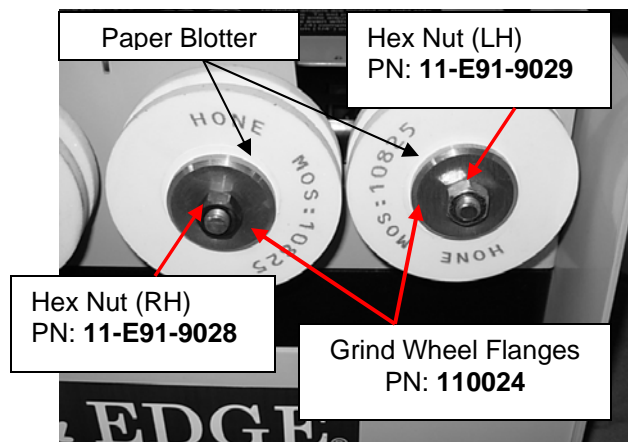 Paper Blotter
Hex Nut (LH)
PN: 11-E91-9029
HONE
MOS:10825
MOS:10825
HONE
Hex Nut (RH)
PN: 11-E91-9028
Grind Wheel Flanges
PN: 110024
EDGE